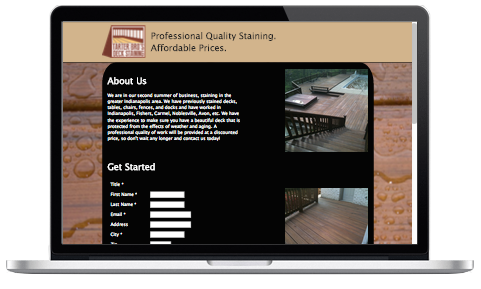 TARTER BRO'S
DECK STAINING
Professional Quality Staining.
Affordable Prices.
About Us
We are in our second summer of business, staining in the
greater Indianapolis area. We have previously stained decks,
tables, chairs, fences, and docks and have worked in
Indianapolis, Fishers, Carmel, Noblesville, Avon, etc. We have
the experience to make sure you have a beautiful deck that is
protected from the effects of weather and aging. A
professional quality of work will be provided at a discounted
price, so don't wait any longer and contact us today!
Get Started
Title *
First Name *
Last Name *
Email *
Address
City *